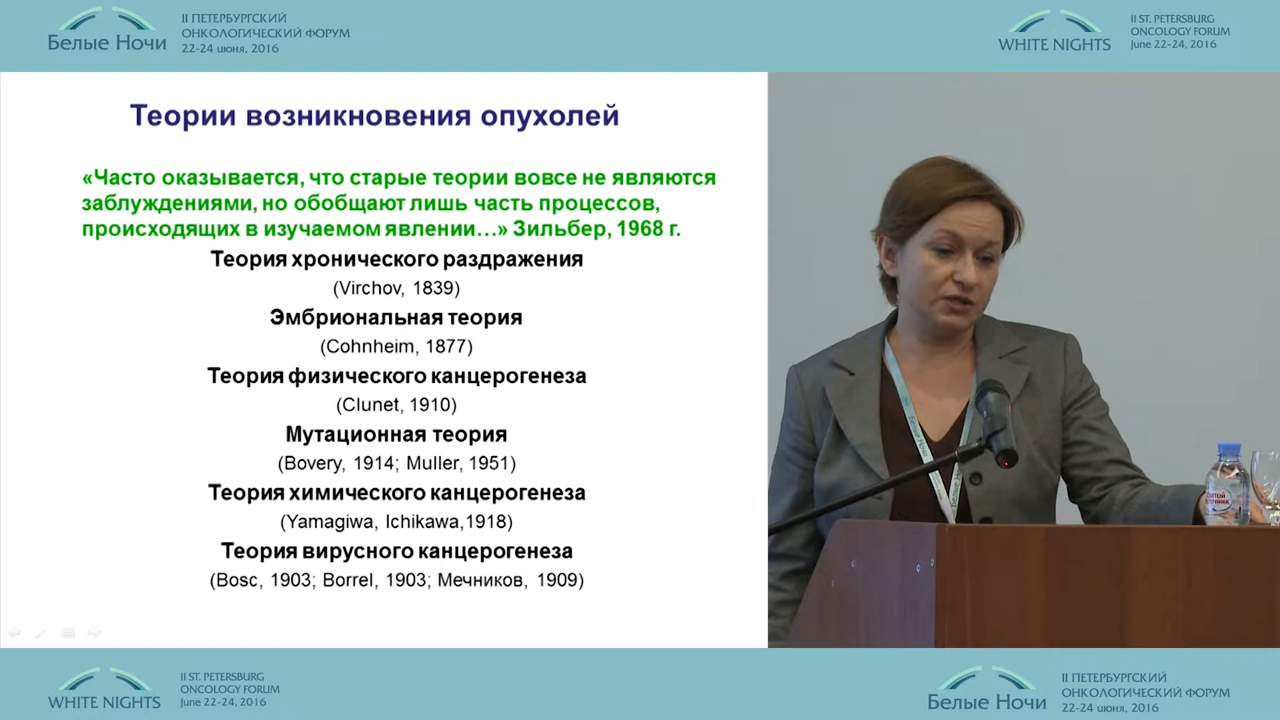 Белые Ночи
II ПЕТЕРБУРГСКИЙ
ОНКОЛОГИЧЕСКИЙ ФОРУМ
22-24 июня, 2016
WHITE NIGHTS
II ST. PETERSBURG
ONCOLOGY FORUM
June 22-24, 2016
Теории возникновения опухолей
«Часто оказывается, что старые теории вовсе не являются
заблуждениями, но обобщают лишь часть процессов,
происходящих в изучаемом явлении…» Зильбер, 1968 г.
Теория хронического раздражения
(Virchov, 1839)
Эмбриональная теория
(Cohnheim, 1877)
Теория физического канцерогенеза
(Clunet, 1910)
Мутационная теория
(Bovery, 1914; Muller, 1951)
Теория химического канцерогенеза
(Yamagiwa, Ichikawa,1918)
Теория вирусного канцерогенеза
(Bosc, 1903; Borrel, 1903; Мечников, 1909)
Белые Ночи
WHITE NIGHTS
II ST. PETERSBURG
ONCOLOGY FORUM
June 22-24, 2016
Белые Ночи
II ПЕТЕРБУРГСКИЙ
ОНКОЛОГИЧЕСКИЙ ФОРУМ
22-24 июня, 2016